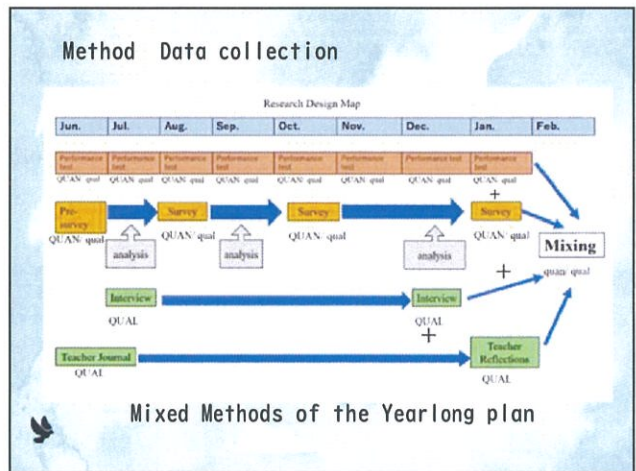 Method Data collection
Research Design Map
Jun. Jul. Aug. Sep. Oct. Nov. Dec. Jan. Feb.
Performance test Performance test Performance test Performance test Performance test Performance test Performance test Performance test
QUAN/ qual QUAN/ qual QUAN/ qual QUAN/ qual QUAN/ qual QUAN/ qual QUAN/ qual QUAN/ qual
+
Pre-
survey
Survey Survey Survey
QUAN/ qual QUAN/ qual QUAN/ qual QUAN/ qual
Mixing
analysis analysis analysis
+
quan/ qual
Interview Interview
QUAL QUAL
+
Teacher Journal
Teacher
Reflections
QUAL QUAL
Mixed Methods of the Yearlong plan